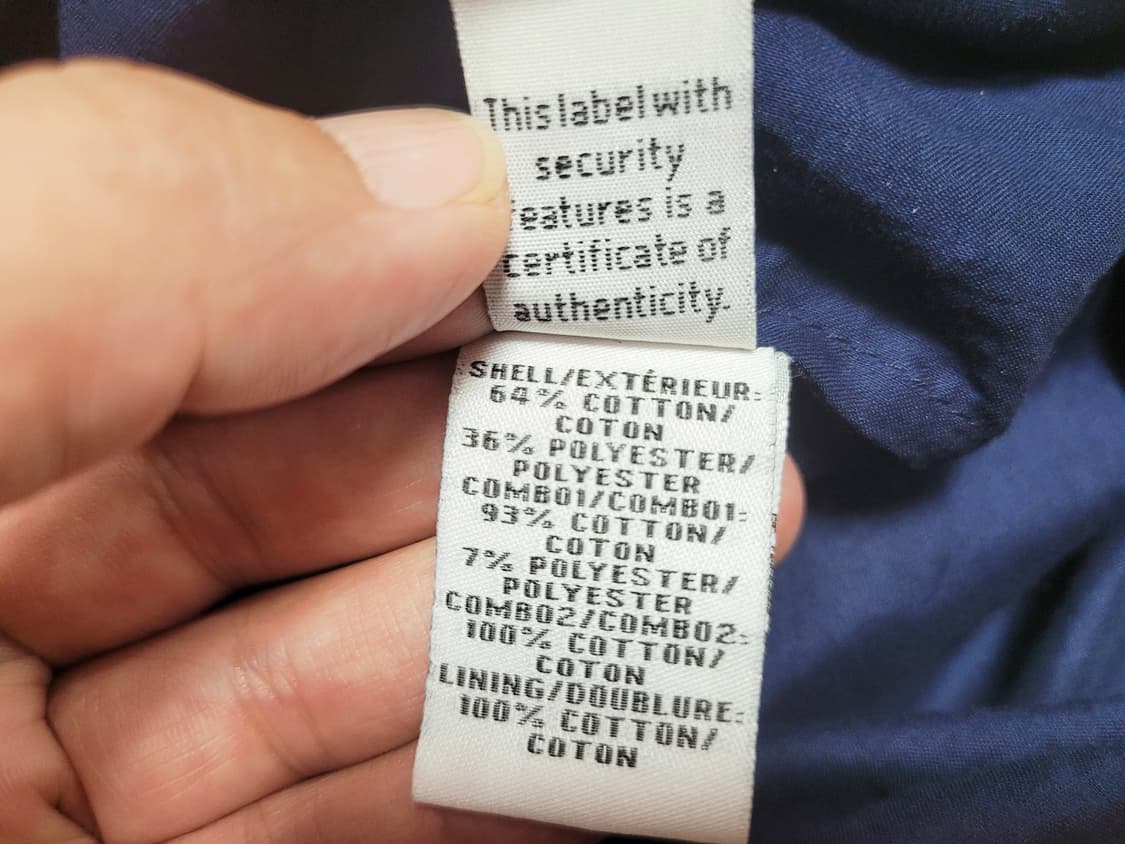 This label with
security
eatures is a
certificate of
authenticity.
SHELL/EXTÉRIEUR:
64% COTTON/
COTON
36% POLYESTER/
POLYESTER
COMBO1/COMBO1:
93% COTTON/
COTON
7% POLYESTER/
POLYESTER
COMBO2/COMBO2:
100% COTTON/
COTON
LINING/DOUBLURE:
100% COTTON/
COTON